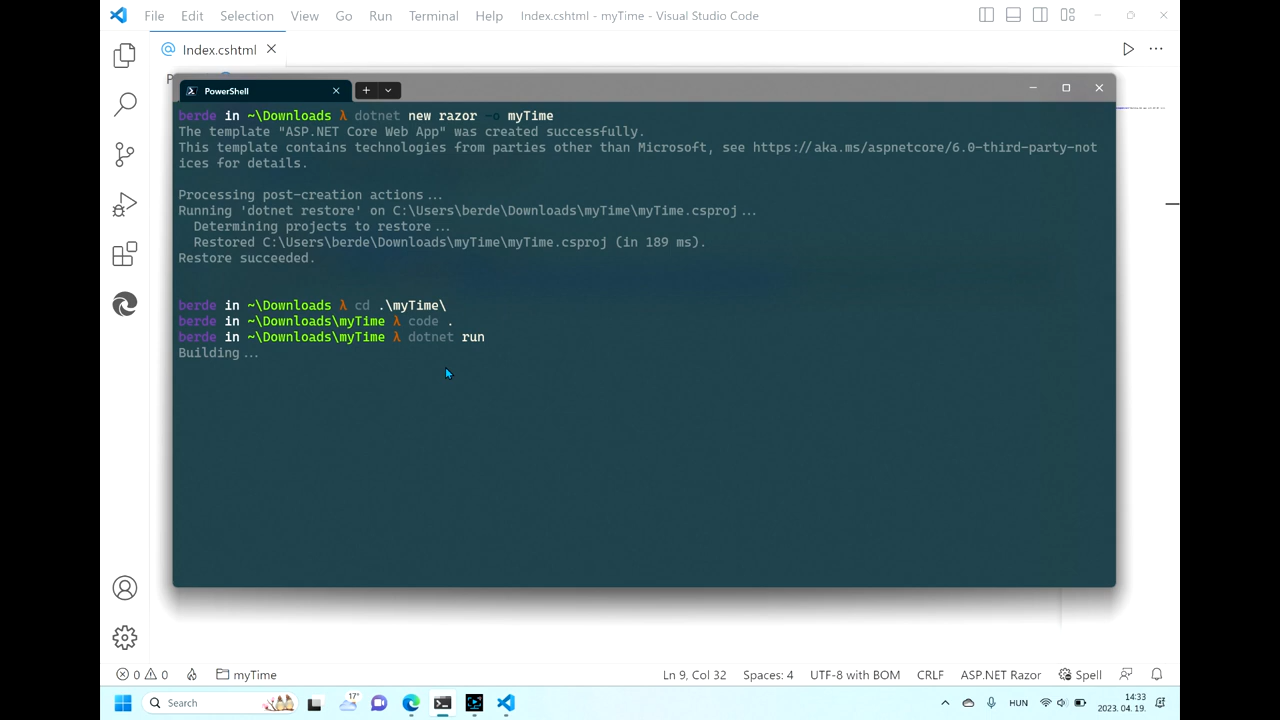 File Edit Selection View Go Run Terminal Help Index.cshtml - myTime - Visual Studio Code
Index.cshtml
PowerShell
berde in ~\Downloads λ dotnet new razor -o myTime
The template "ASP.NET Core Web App" was created successfully.
This template contains technologies from parties other than Microsoft, see https://aka.ms/aspnetcore/6.0-third-party-not
ices for details.
Processing post-creation actions...
Running 'dotnet restore' on C:\Users\berde\Downloads\myTime\myTime.csproj...
Determining projects to restore...
Restored C:\Users\berde\Downloads\myTime\myTime.csproj (in 189 ms).
Restore succeeded.
berde in ~\Downloads λ cd .\myTime\
berde in ~\Downloads\myTime λ code .
berde in ~\Downloads\myTime λ dotnet run
Building...
0 0 myTime Ln 9, Col 32 Spaces: 4 UTF-8 with BOM CRLF ASP.NET Razor Spell
Search 17° HUN 14:33
2023. 04. 19.